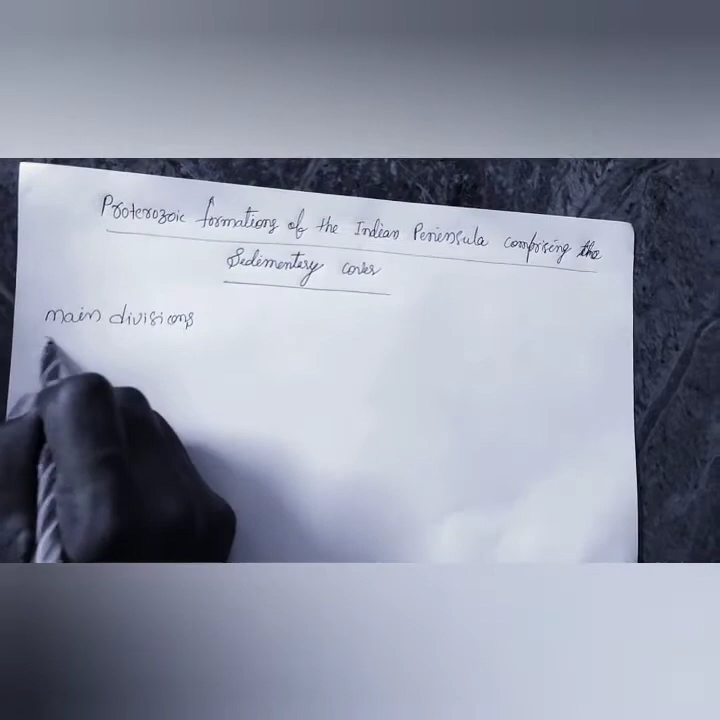 Proterozoic formations of the Indian Peninsula comprising the
Sedimentary cover
main divisions